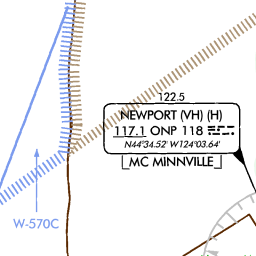 122.5
NEWPORT (VH) (H)
117.1 ONP 118
N44°34.52' W124°03.64'
MC MINNVILLE
W-570C